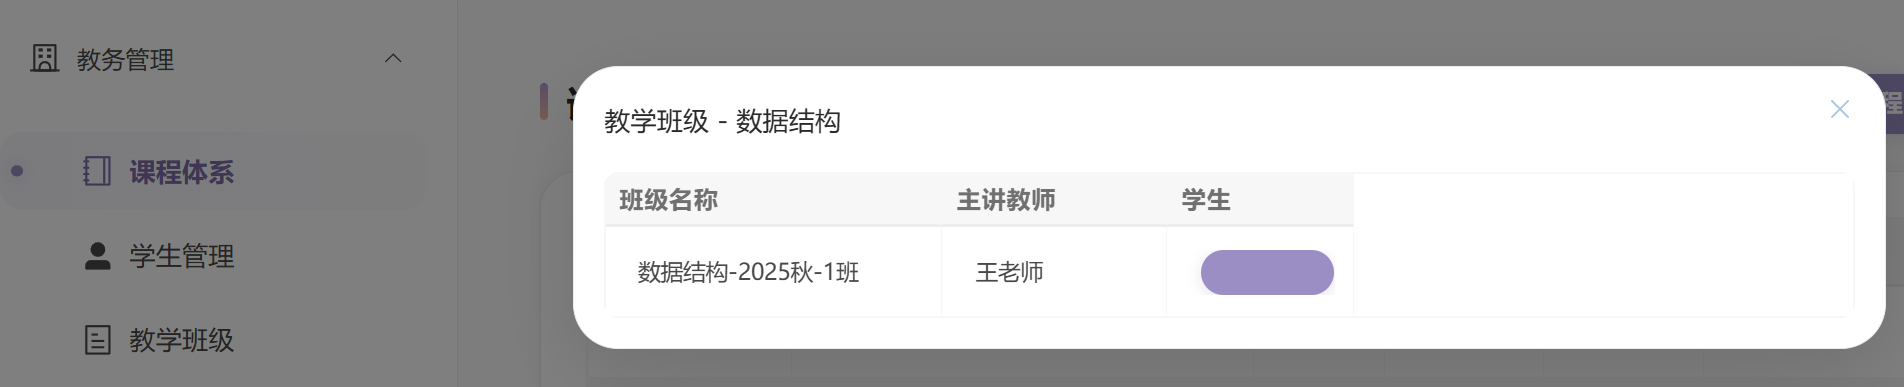 教务管理
课程体系
学生管理
教学班级
教学班级 - 数据结构
班级名称 主讲教师 学生
数据结构-2025秋-1班 王老师
程